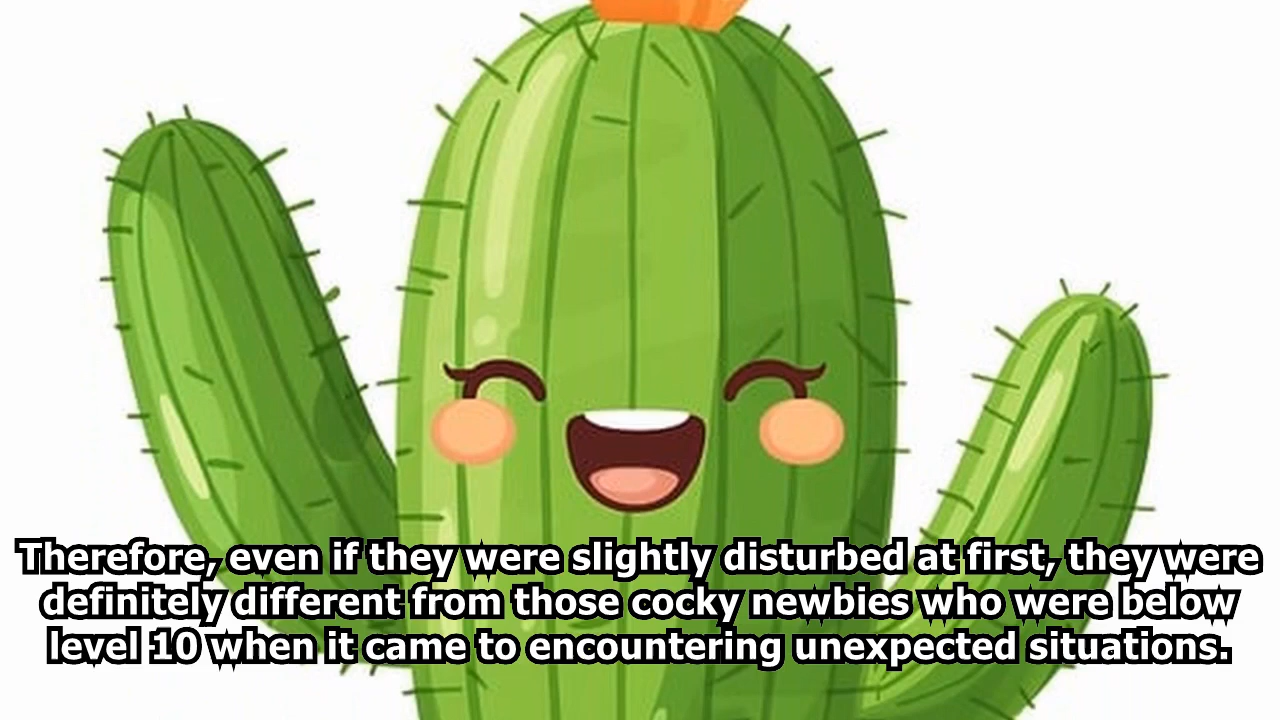 Therefore, even if they were slightly disturbed at first, they were
definitely different from those cocky newbies who were below
level 10 when it came to encountering unexpected situations.